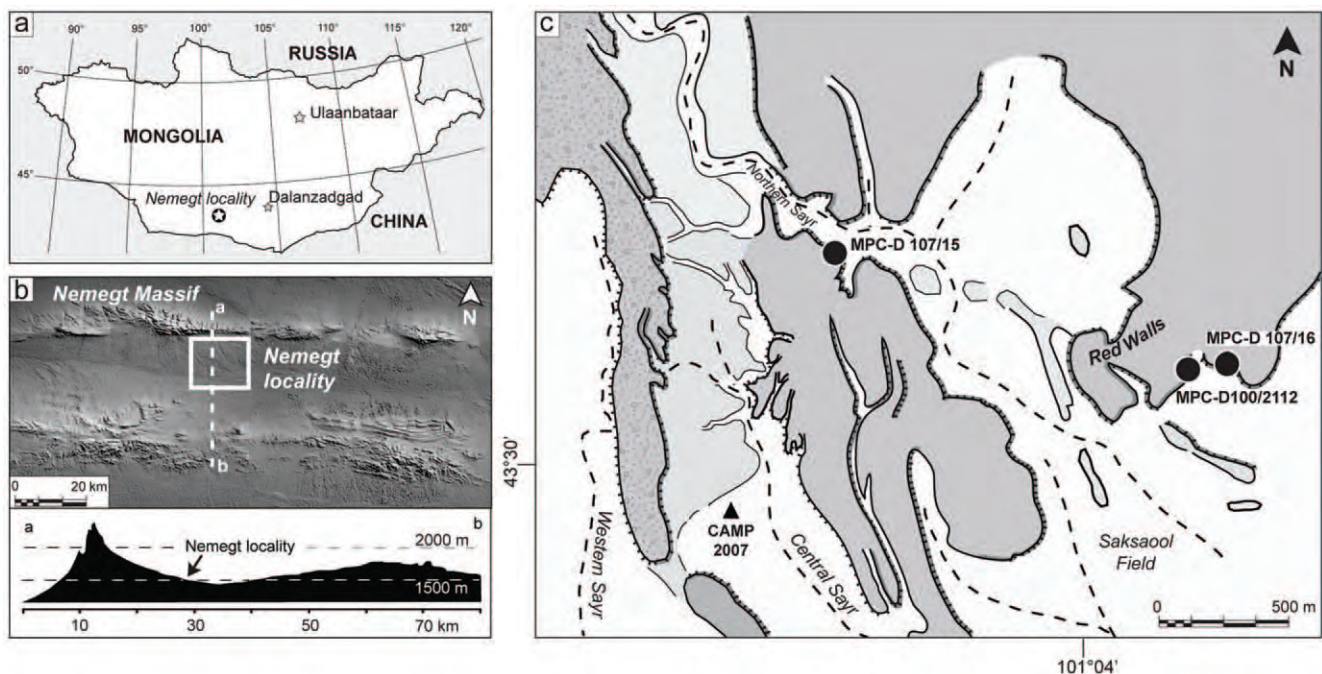 a
90°
95°
100°
105°
110°
115°
120°
RUSSIA
50°
Ulaanbataar
MONGOLIA
45°
Nemegt locality
Dalanzadgad
CHINA
b
Nemegt Massif
a
N
Nemegt
locality
b
0 20 km
a
b
Nemegt locality
2000 m
1500 m
10 30 50 70 km
c
N
Northern Sayr
MPC-D 107/15
Red Walls
MPC-D 107/16
MPC-D100/2112
43°30'
CAMP
2007
Western Sayr
Central Sayr
Saksaool
Field
0 500 m
101°04'